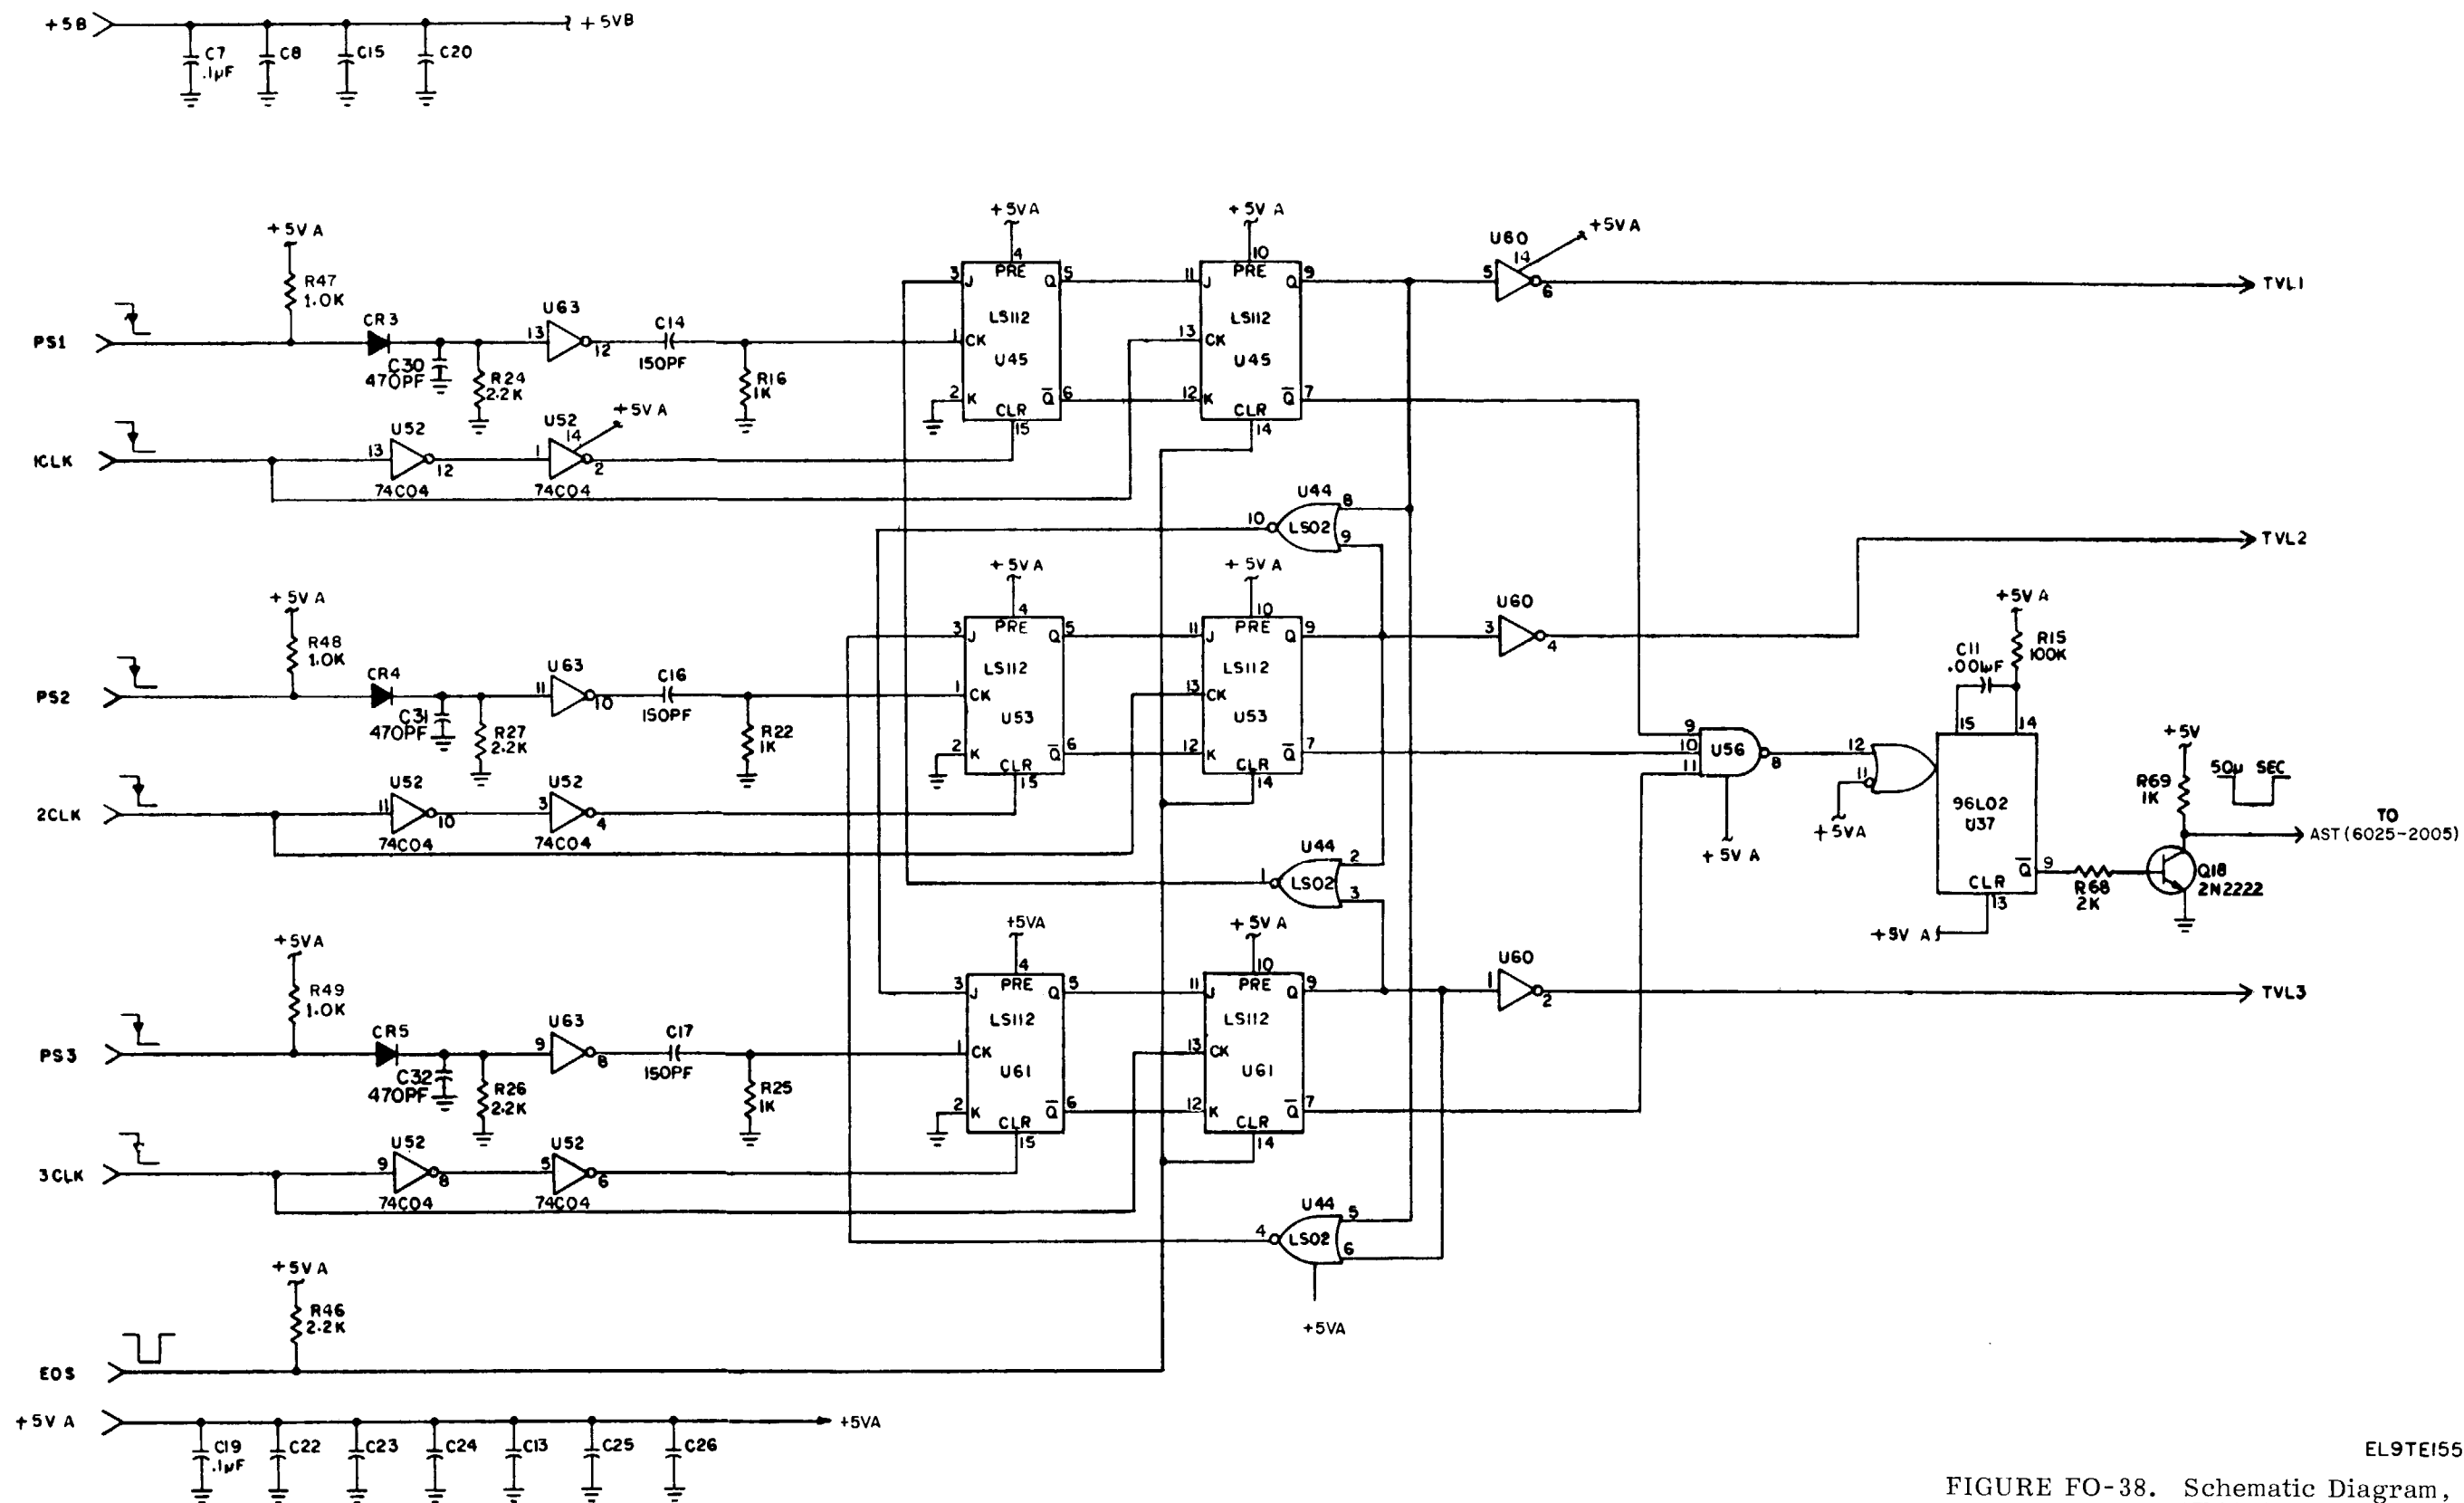 +5B
+5VB
C7
.1µF
C8
C15
C20
+5V A
R47
1.0K
PS1
CR3
C30
470PF
R24
2.2K
U63
13
12
C14
150PF
R16
1K
1CLK
U52
13
12
74C04
U52
14
+5V A
1
2
74C04
+5V A
4
3
PRE
J
Q
5
LS112
1
CK
U45
2
K
Q̅
6
CLR
15
+5V A
10
11
PRE
J
Q
9
LS112
13
CK
U45
12
K
Q̅
7
CLR
14
U60
14
+5V A
5
6
TVL1
U44
10
LS02
8
9
TVL2
+5V A
R48
1.0K
PS2
CR4
C31
470PF
R27
2.2K
U63
11
10
C16
150PF
R22
1K
2CLK
U52
11
10
74C04
U52
3
4
74C04
+5V A
4
3
PRE
J
Q
5
LS112
1
CK
U53
2
K
Q̅
6
CLR
15
+5V A
10
11
PRE
J
Q
9
LS112
13
CK
U53
12
K
Q̅
7
CLR
14
U60
3
4
U44
1
LS02
2
3
9
10
11
U56
8
+5V A
12
11
+5VA
+5V A
R15
100K
C11
.001µF
15
14
96L02
U37
Q̅
9
CLR
13
+5V A
R68
2K
+5V
R69
1K
50µ SEC
Q18
2N2222
TO
AST (6025-2005)
+5VA
R49
1.0K
PS3
CR5
C32
470PF
R26
2.2K
U63
9
8
C17
150PF
R25
1K
3CLK
U52
9
8
74C04
U52
5
6
74C04
+5VA
4
3
PRE
J
Q
5
LS112
1
CK
U61
2
K
Q̅
6
CLR
15
+5V A
10
11
PRE
J
Q
9
LS112
13
CK
U61
12
K
Q̅
7
CLR
14
U60
1
2
TVL3
U44
4
LS02
5
6
+5VA
+5V A
R46
2.2K
EOS
+5V A
+5VA
C19
.1µF
C22
C23
C24
C13
C25
C26
EL9TE155
FIGURE FO-38. Schematic Diagram,